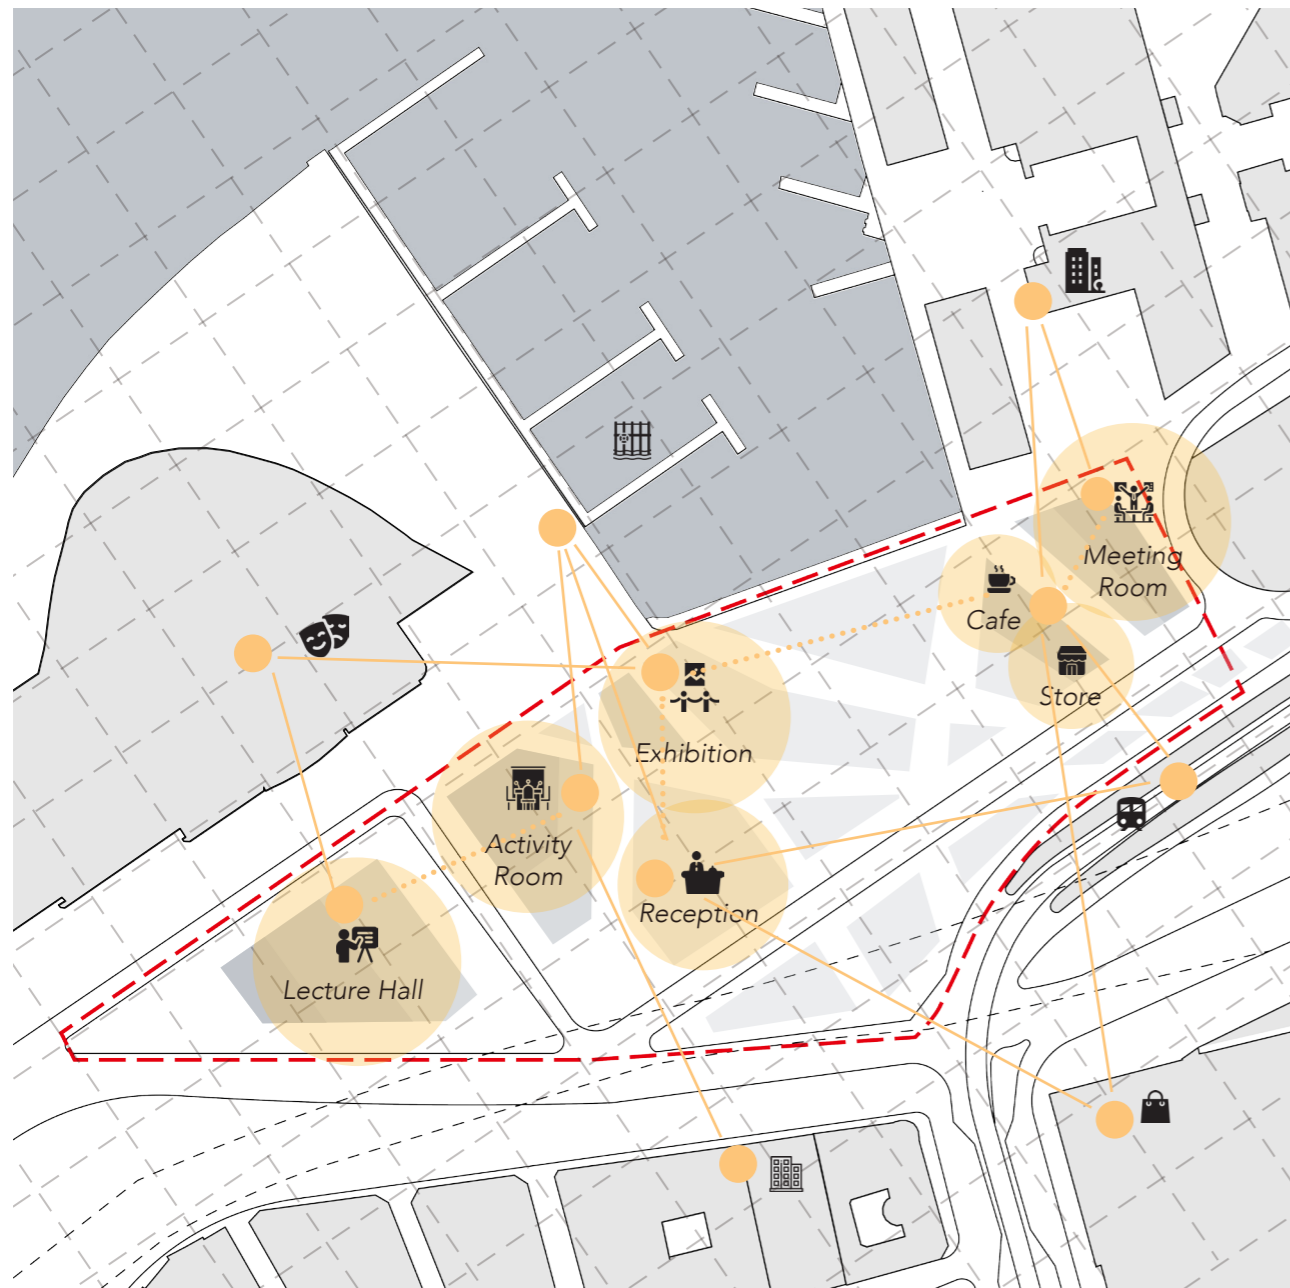 Meeting
Room
Cafe
Store
Exhibition
Activity
Room
Reception
Lecture Hall